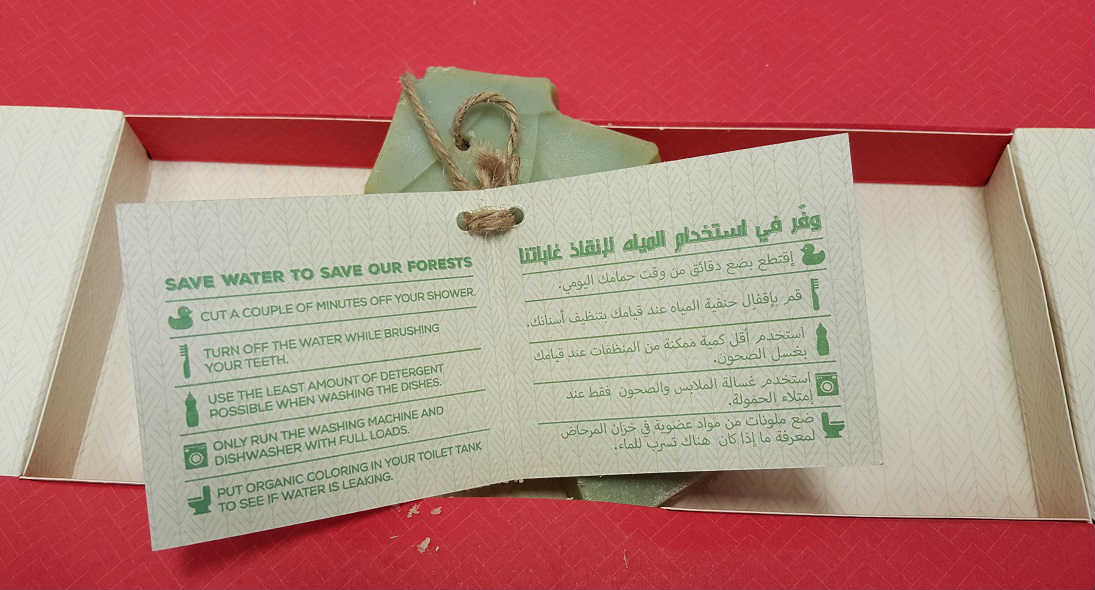 SAVE WATER TO SAVE OUR FORESTS
CUT A COUPLE OF MINUTES OFF YOUR SHOWER.
TURN OFF THE WATER WHILE BRUSHING
YOUR TEETH.
USE THE LEAST AMOUNT OF DETERGENT
POSSIBLE WHEN WASHING THE DISHES.
ONLY RUN THE WASHING MACHINE AND
DISHWASHER WITH FULL LOADS.
PUT ORGANIC COLORING IN YOUR TOILET TANK
TO SEE IF WATER IS LEAKING.
وفّر في استخدام المياه لإنقاذ غاباتنا
إقتطع بضع دقائق من وقت حمامك اليومي.
قم بإقفال حنفية المياه عند قيامك بتنظيف أسنانك.
استخدم أقل كمية ممكنة من المنظفات عند قيامك
بغسل الصحون.
استخدم غسالة الملابس والصحون فقط عند
إمتلاء الحمولة.
ضع ملونات من مواد عضوية في خزان المرحاض
لمعرفة ما إذا كان هناك تسرب للماء.